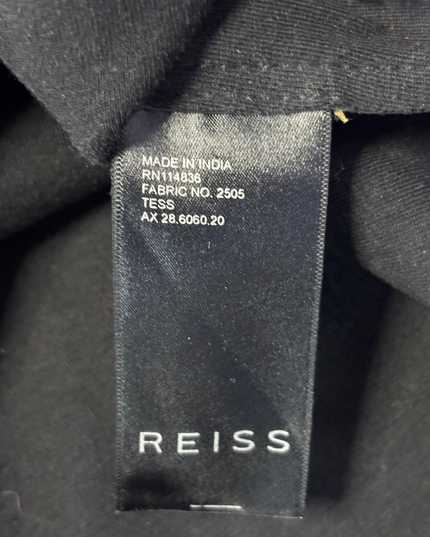 MADE IN INDIA
RN114836
FABRIC NO. 2505
TESS
AX 28.6060.20
REISS